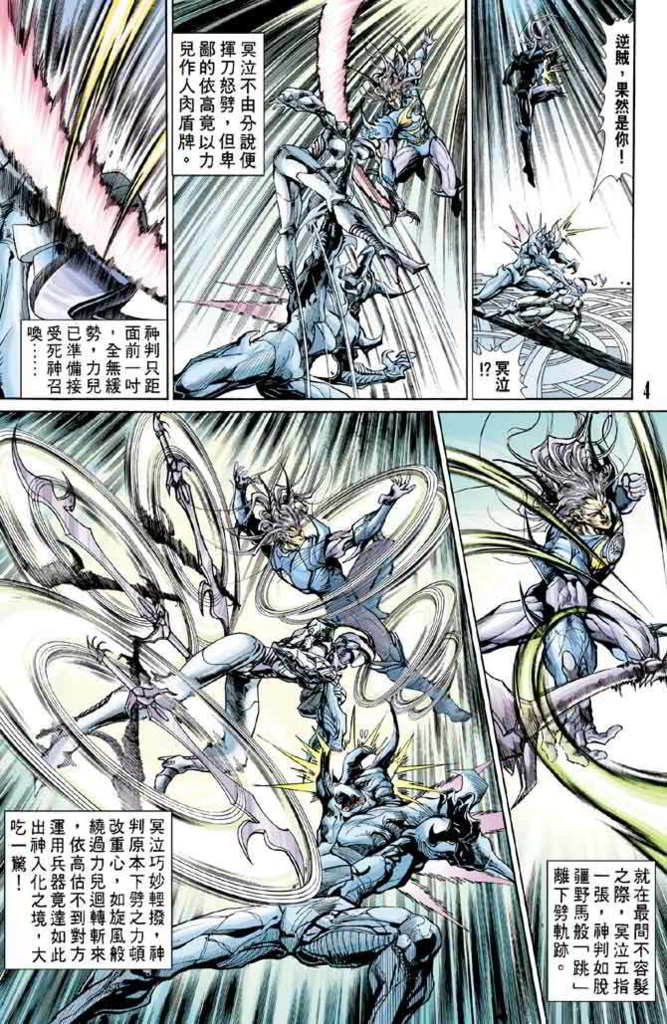 逆賊，果然是你！
冥泣
!?
冥泣不由分說便
揮刀怒劈，但卑
鄙的依高竟以力
兒作人肉盾牌。
神判只距
面前一吋
，全無緩
勢，力兒
已準備接
受死神召
喚……
4
就在最間不容髮
之際，冥泣五指
一張，神判如脫
疆野馬般「跳」
離下劈軌跡。
冥泣巧妙輕撥，神
判原本下劈之力頓
改重心，如旋風般
繞過力兒迴轉斬來
，依高估不到對方
運用兵器竟達如此
出神入化之境，大
吃一驚！